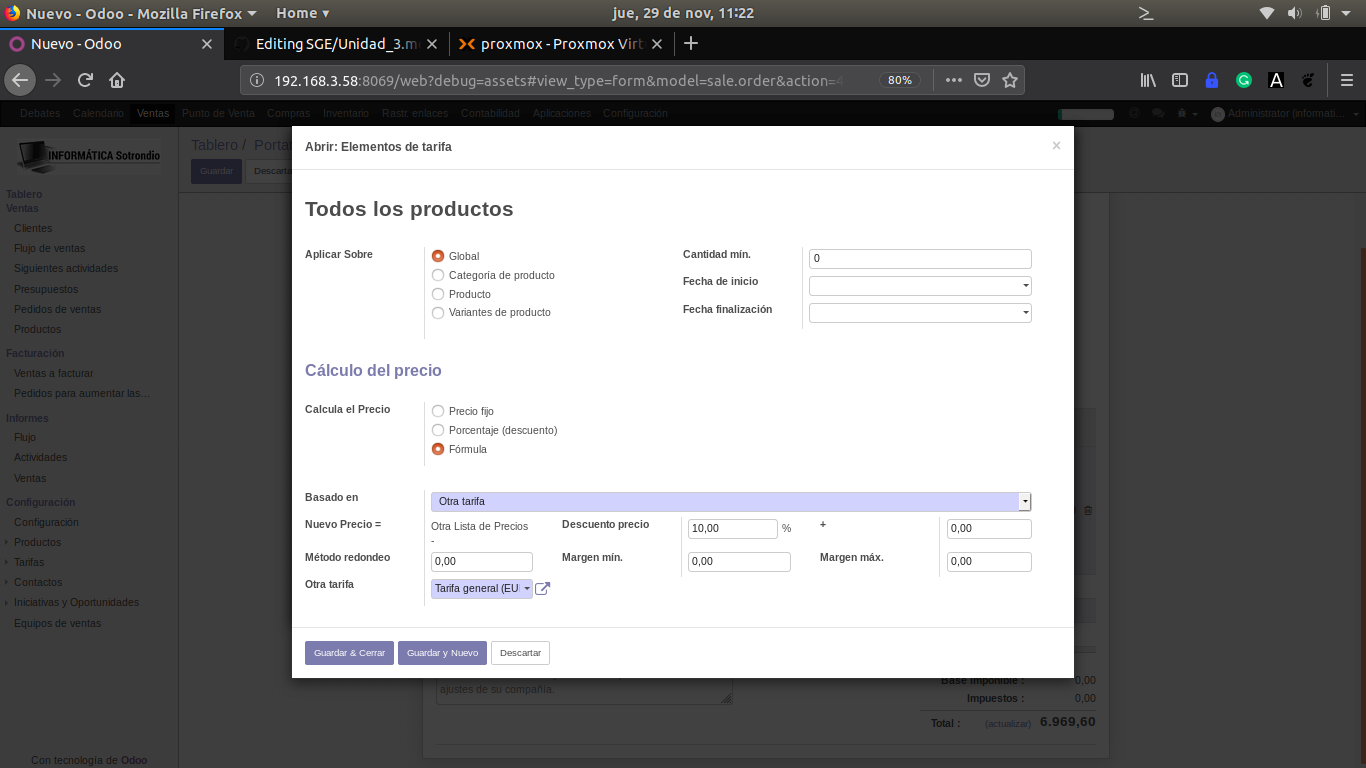 Nuevo - Odoo - Mozilla Firefox
Home
jue, 29 de nov, 11:22
Nuevo - Odoo
Editing SGE/Unidad_3.m
proxmox - Proxmox Virt
192.168.3.58:8069/web?debug=assets#view_type=form&model=sale.order&action=4
80%
Debates Calendario Ventas Punto de Venta Compras Inventario Rastr. enlaces Contabilidad Aplicaciones Configuración
Administrator (informati...
INFORMÁTICA Sotrondio
Tablero / Porta
Guardar
Descarta
Tablero
Ventas
Clientes
Flujo de ventas
Siguientes actividades
Presupuestos
Pedidos de ventas
Productos
Facturación
Ventas a facturar
Pedidos para aumentar las...
Informes
Flujo
Actividades
Ventas
Configuración
Configuración
Productos
Tarifas
Contactos
Iniciativas y Oportunidades
Equipos de ventas
Con tecnología de Odoo
Abrir: Elementos de tarifa
×
Todos los productos
Aplicar Sobre
Global
Categoría de producto
Producto
Variantes de producto
Cantidad mín.
0
Fecha de inicio
Fecha finalización
Cálculo del precio
Calcula el Precio
Precio fijo
Porcentaje (descuento)
Fórmula
Basado en
Otra tarifa
Nuevo Precio =
Otra Lista de Precios
-
Descuento precio
10,00 %
+
0,00
Método redondeo
0,00
Margen mín.
0,00
Margen máx.
0,00
Otra tarifa
Tarifa general (EU
Guardar & Cerrar
Guardar y Nuevo
Descartar
ajustes de su compañía.
Base imponible :
0,00
Impuestos :
0,00
Total :
(actualizar)
6.969,60